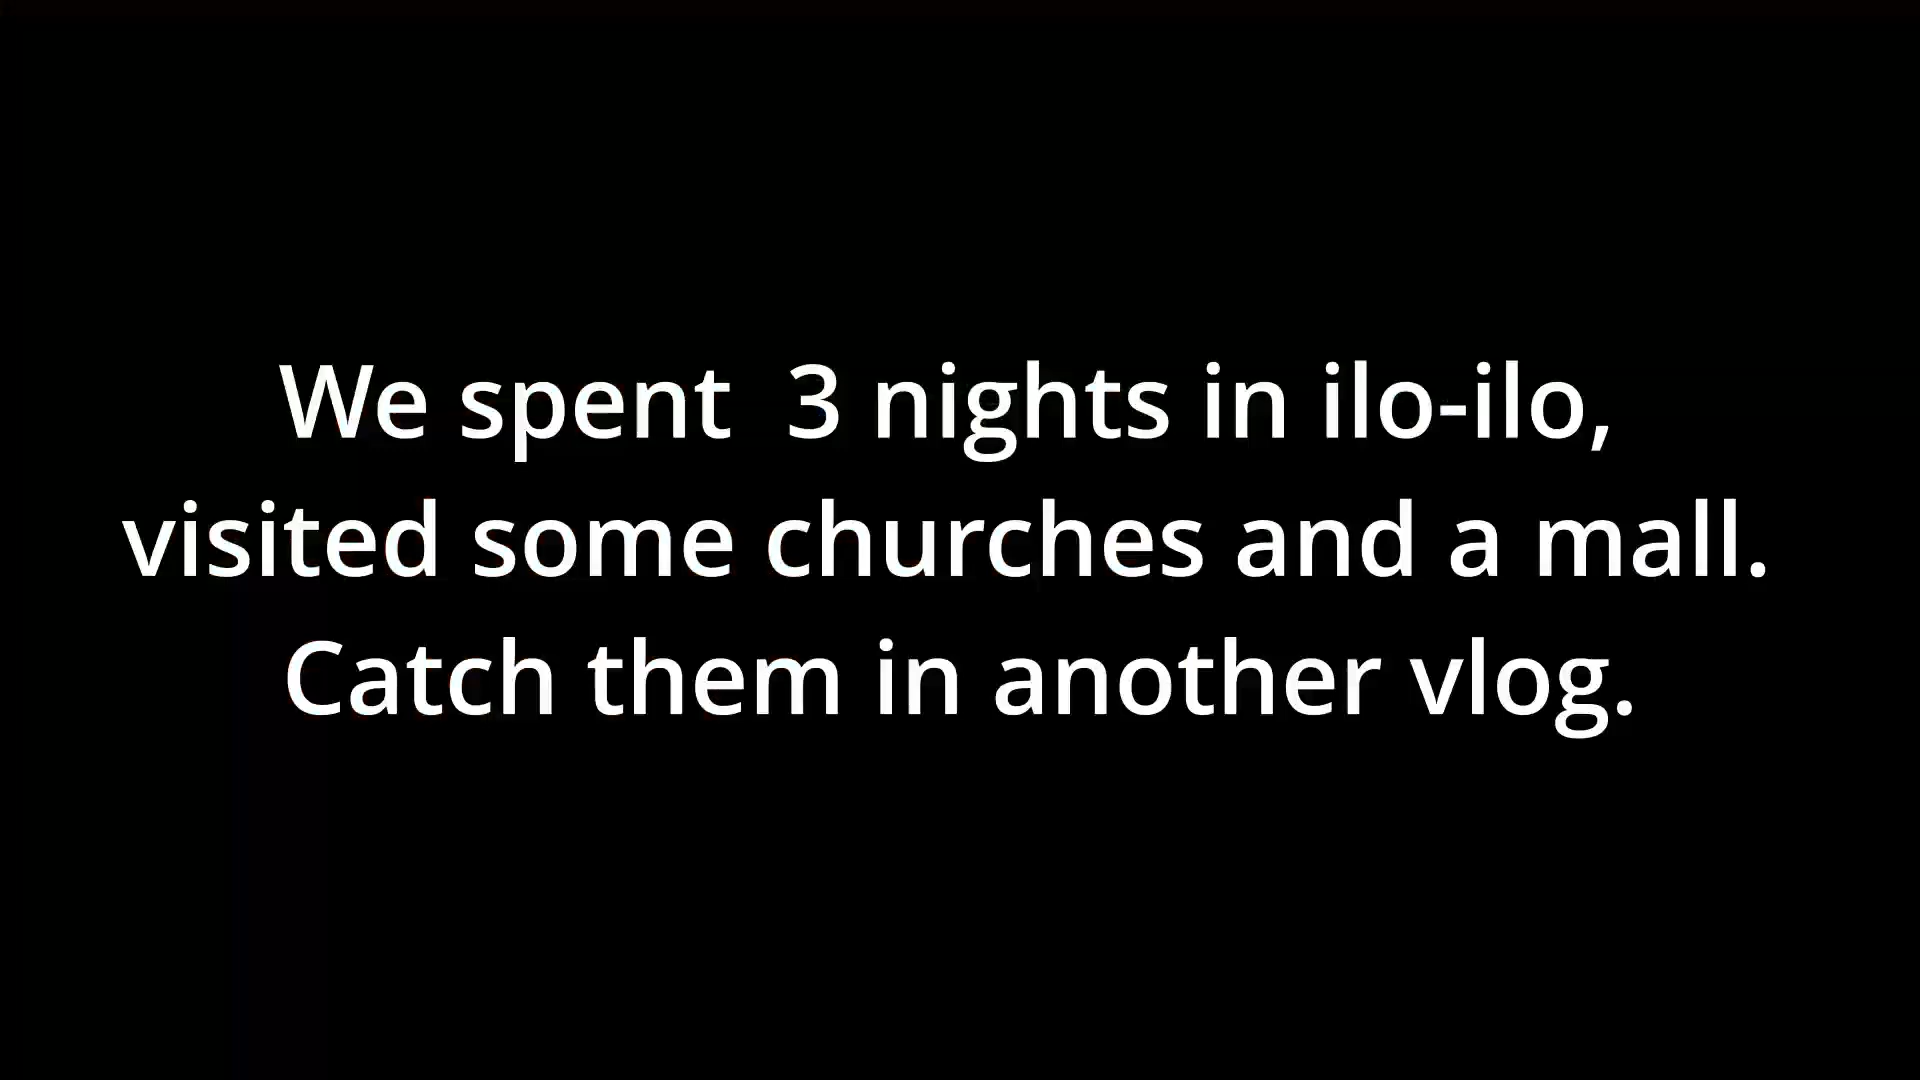 We spent  3 nights in ilo-ilo,
visited some churches and a mall.
Catch them in another vlog.